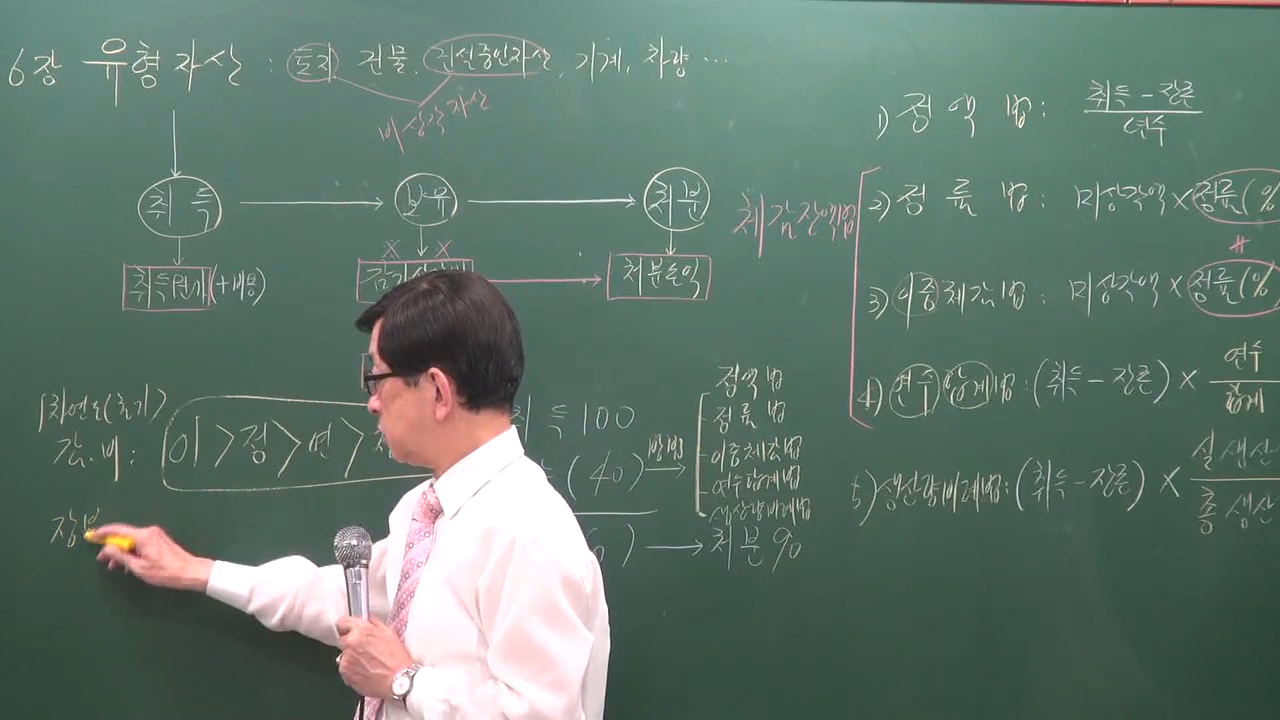 6장 유형자산 : 토지 건물, 건설중인자산, 기계, 차량 …
비상각자산
취득
보유
처분
취득원가 (+비용)
X X
처분손익
1차연도(초기)
감.비 : 이 > 정 > 연 >
취득 100
(40)
방법
정액법
정률법
이중체감법
연수합계법
생산량비례법
처분 90
체감잔액법
1) 정액법 : 취득 - 잔존
연수
2) 정률법 : 미상각액 X 정률(%
#
3) 이중체감법 : 미상각액 X 정률(%
4) 연수합계법 : (취득 - 잔존) X 연수
합계
5) 생산량비례법 : (취득 - 잔존) X 실생산
총생산